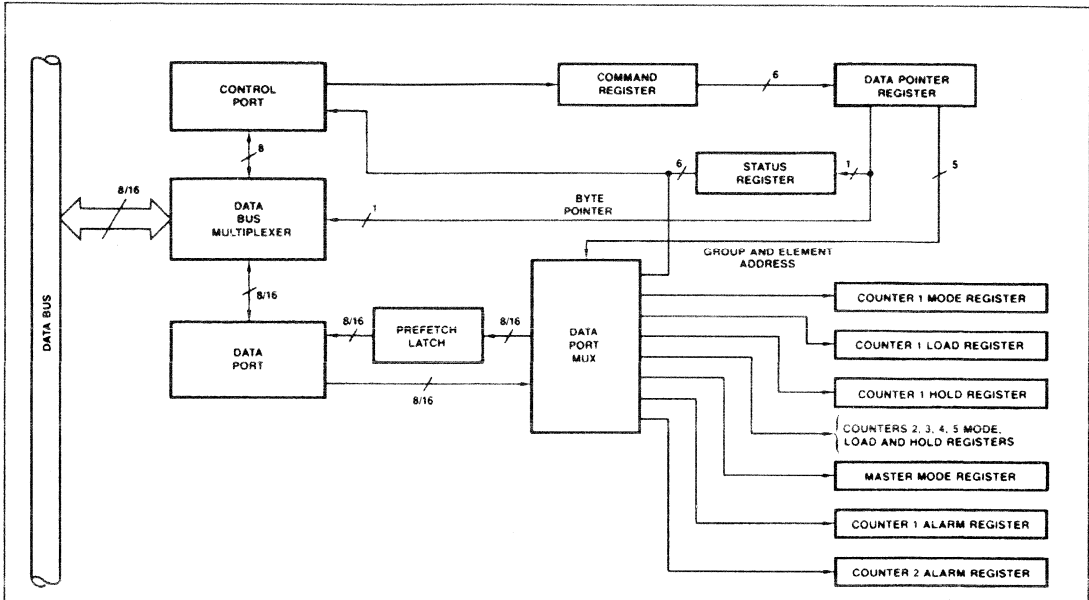 CONTROL
PORT
COMMAND
REGISTER
6
DATA POINTER
REGISTER
8
6
STATUS
REGISTER
1
5
8/16
DATA
BUS
MULTIPLEXER
1
BYTE
POINTER
GROUP AND ELEMENT
ADDRESS
8/16
DATA BUS
DATA
PORT
8/16
PREFETCH
LATCH
8/16
8/16
DATA
PORT
MUX
COUNTER 1 MODE REGISTER
COUNTER 1 LOAD REGISTER
COUNTER 1 HOLD REGISTER
COUNTERS 2, 3, 4, 5 MODE,
LOAD AND HOLD REGISTERS
MASTER MODE REGISTER
COUNTER 1 ALARM REGISTER
COUNTER 2 ALARM REGISTER